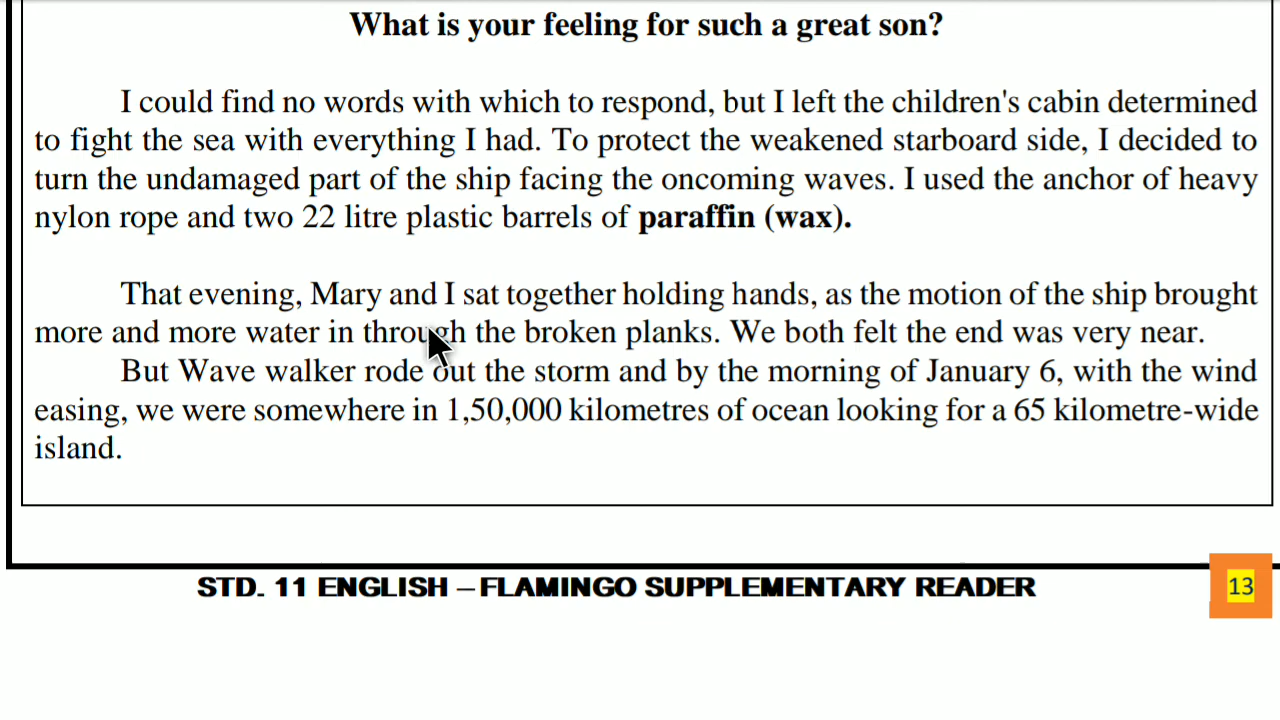 What is your feeling for such a great son?
I could find no words with which to respond, but I left the children's cabin determined
to fight the sea with everything I had. To protect the weakened starboard side, I decided to
turn the undamaged part of the ship facing the oncoming waves. I used the anchor of heavy
nylon rope and two 22 litre plastic barrels of paraffin (wax).
That evening, Mary and I sat together holding hands, as the motion of the ship brought
more and more water in through the broken planks. We both felt the end was very near.
But Wave walker rode out the storm and by the morning of January 6, with the wind
easing, we were somewhere in 1,50,000 kilometres of ocean looking for a 65 kilometre-wide
island.
STD. 11 ENGLISH – FLAMINGO SUPPLEMENTARY READER
13